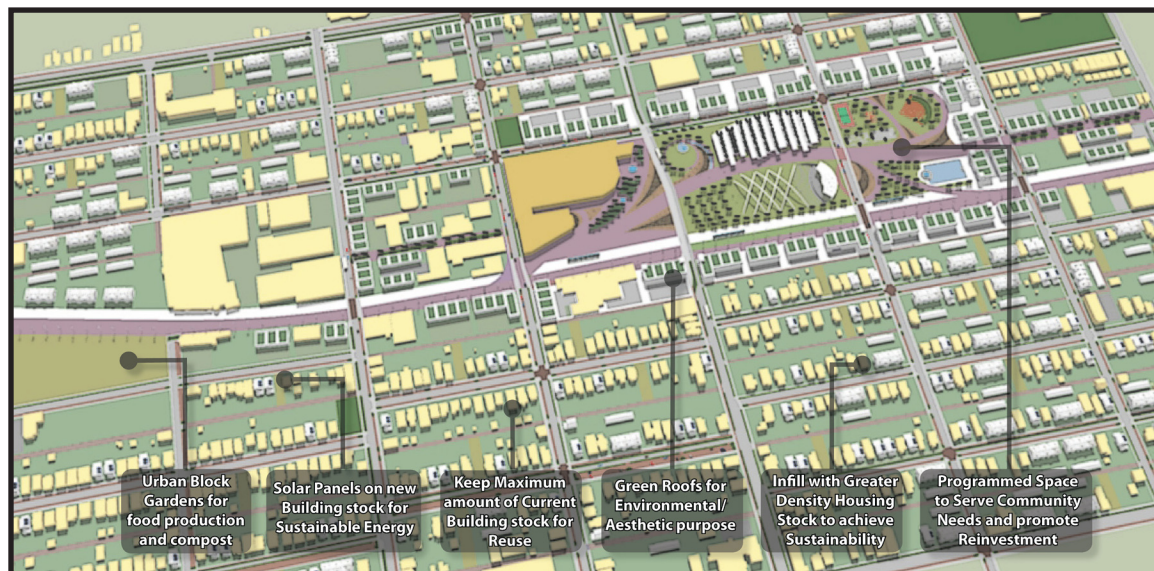 Urban Block
Gardens for
food production
and compost
Solar Panels on new
Building stock for
Sustainable Energy
Keep Maximum
amount of Current
Building stock for
Reuse
Green Roofs for
Environmental/
Aesthetic purpose
Infill with Greater
Density Housing
Stock to achieve
Sustainability
Programmed Space
to Serve Community
Needs and promote
Reinvestment